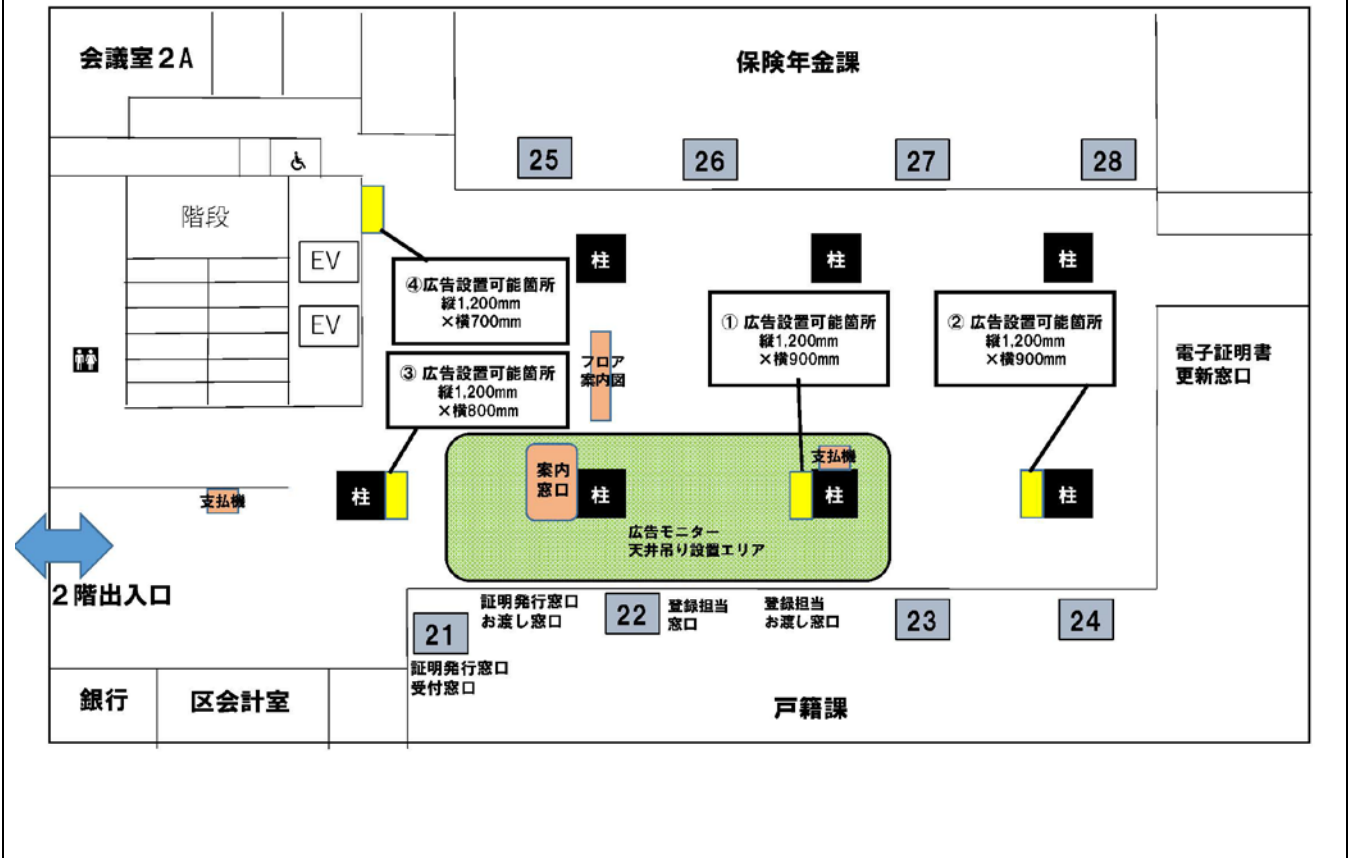 会議室２A
保険年金課
25
26
27
28
階段
EV
EV
柱
柱
柱
④広告設置可能箇所
縦1,200mm
×横700mm
① 広告設置可能箇所
縦1,200mm
×横900mm
② 広告設置可能箇所
縦1,200mm
×横900mm
③ 広告設置可能箇所
縦1,200mm
×横800mm
フロア
案内図
電子証明書
更新窓口
支払機
柱
案内
窓口
柱
支払機
柱
柱
広告モニター
天井吊り設置エリア
２階出入口
21
証明発行窓口
お渡し窓口
22
登録担当
窓口
登録担当
お渡し窓口
23
24
証明発行窓口
受付窓口
銀行
区会計室
戸籍課